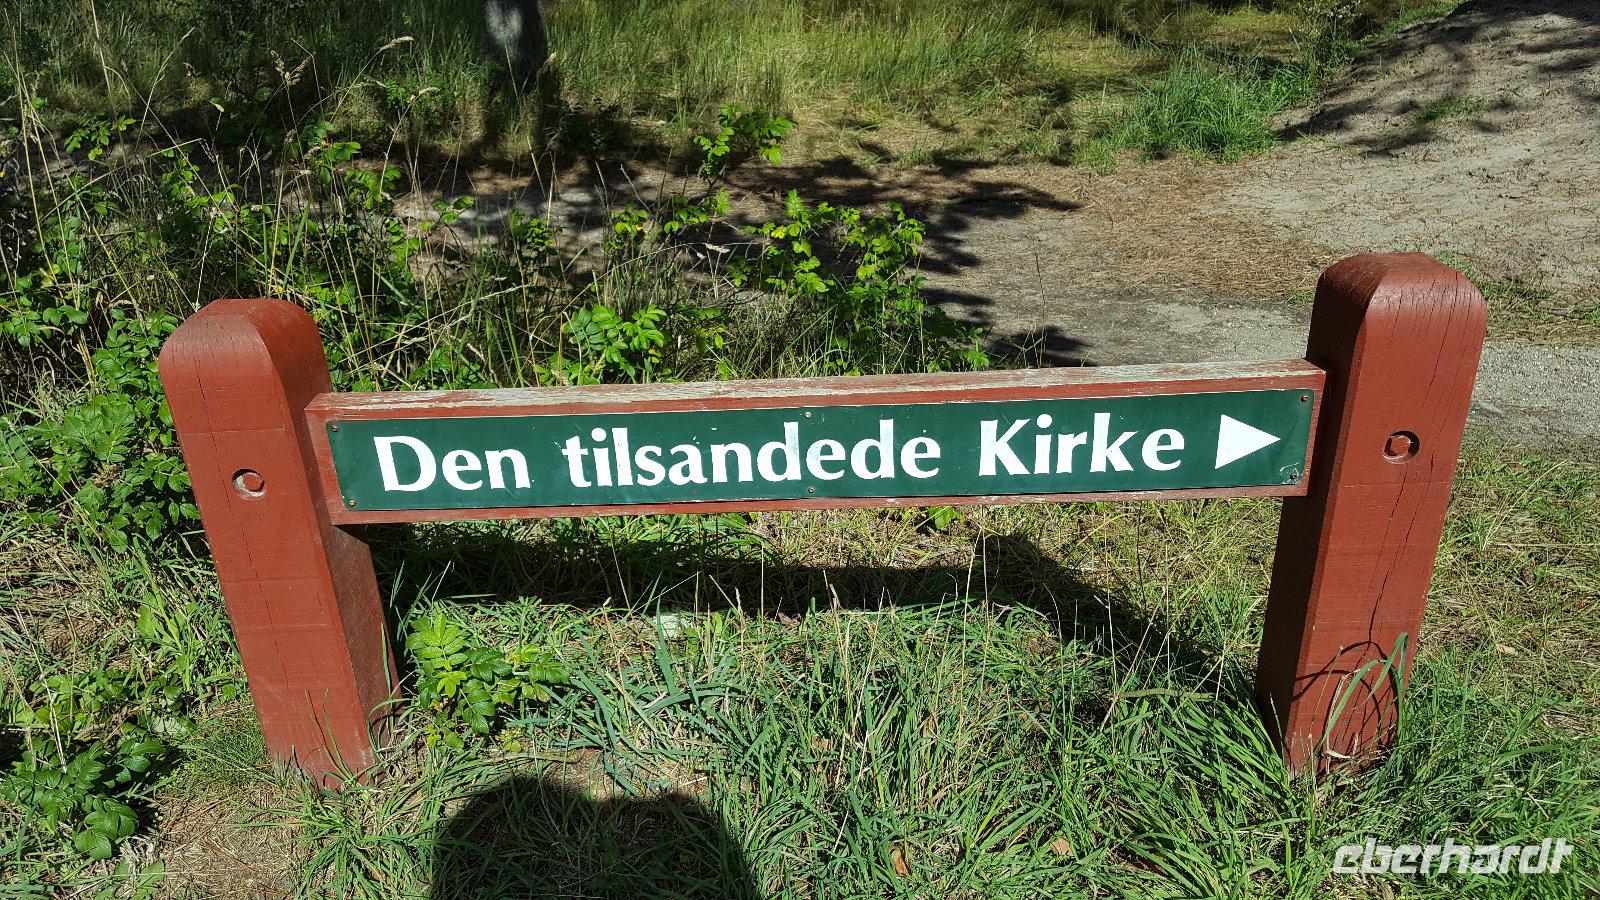 Den tilsandede Kirke
eberhardt